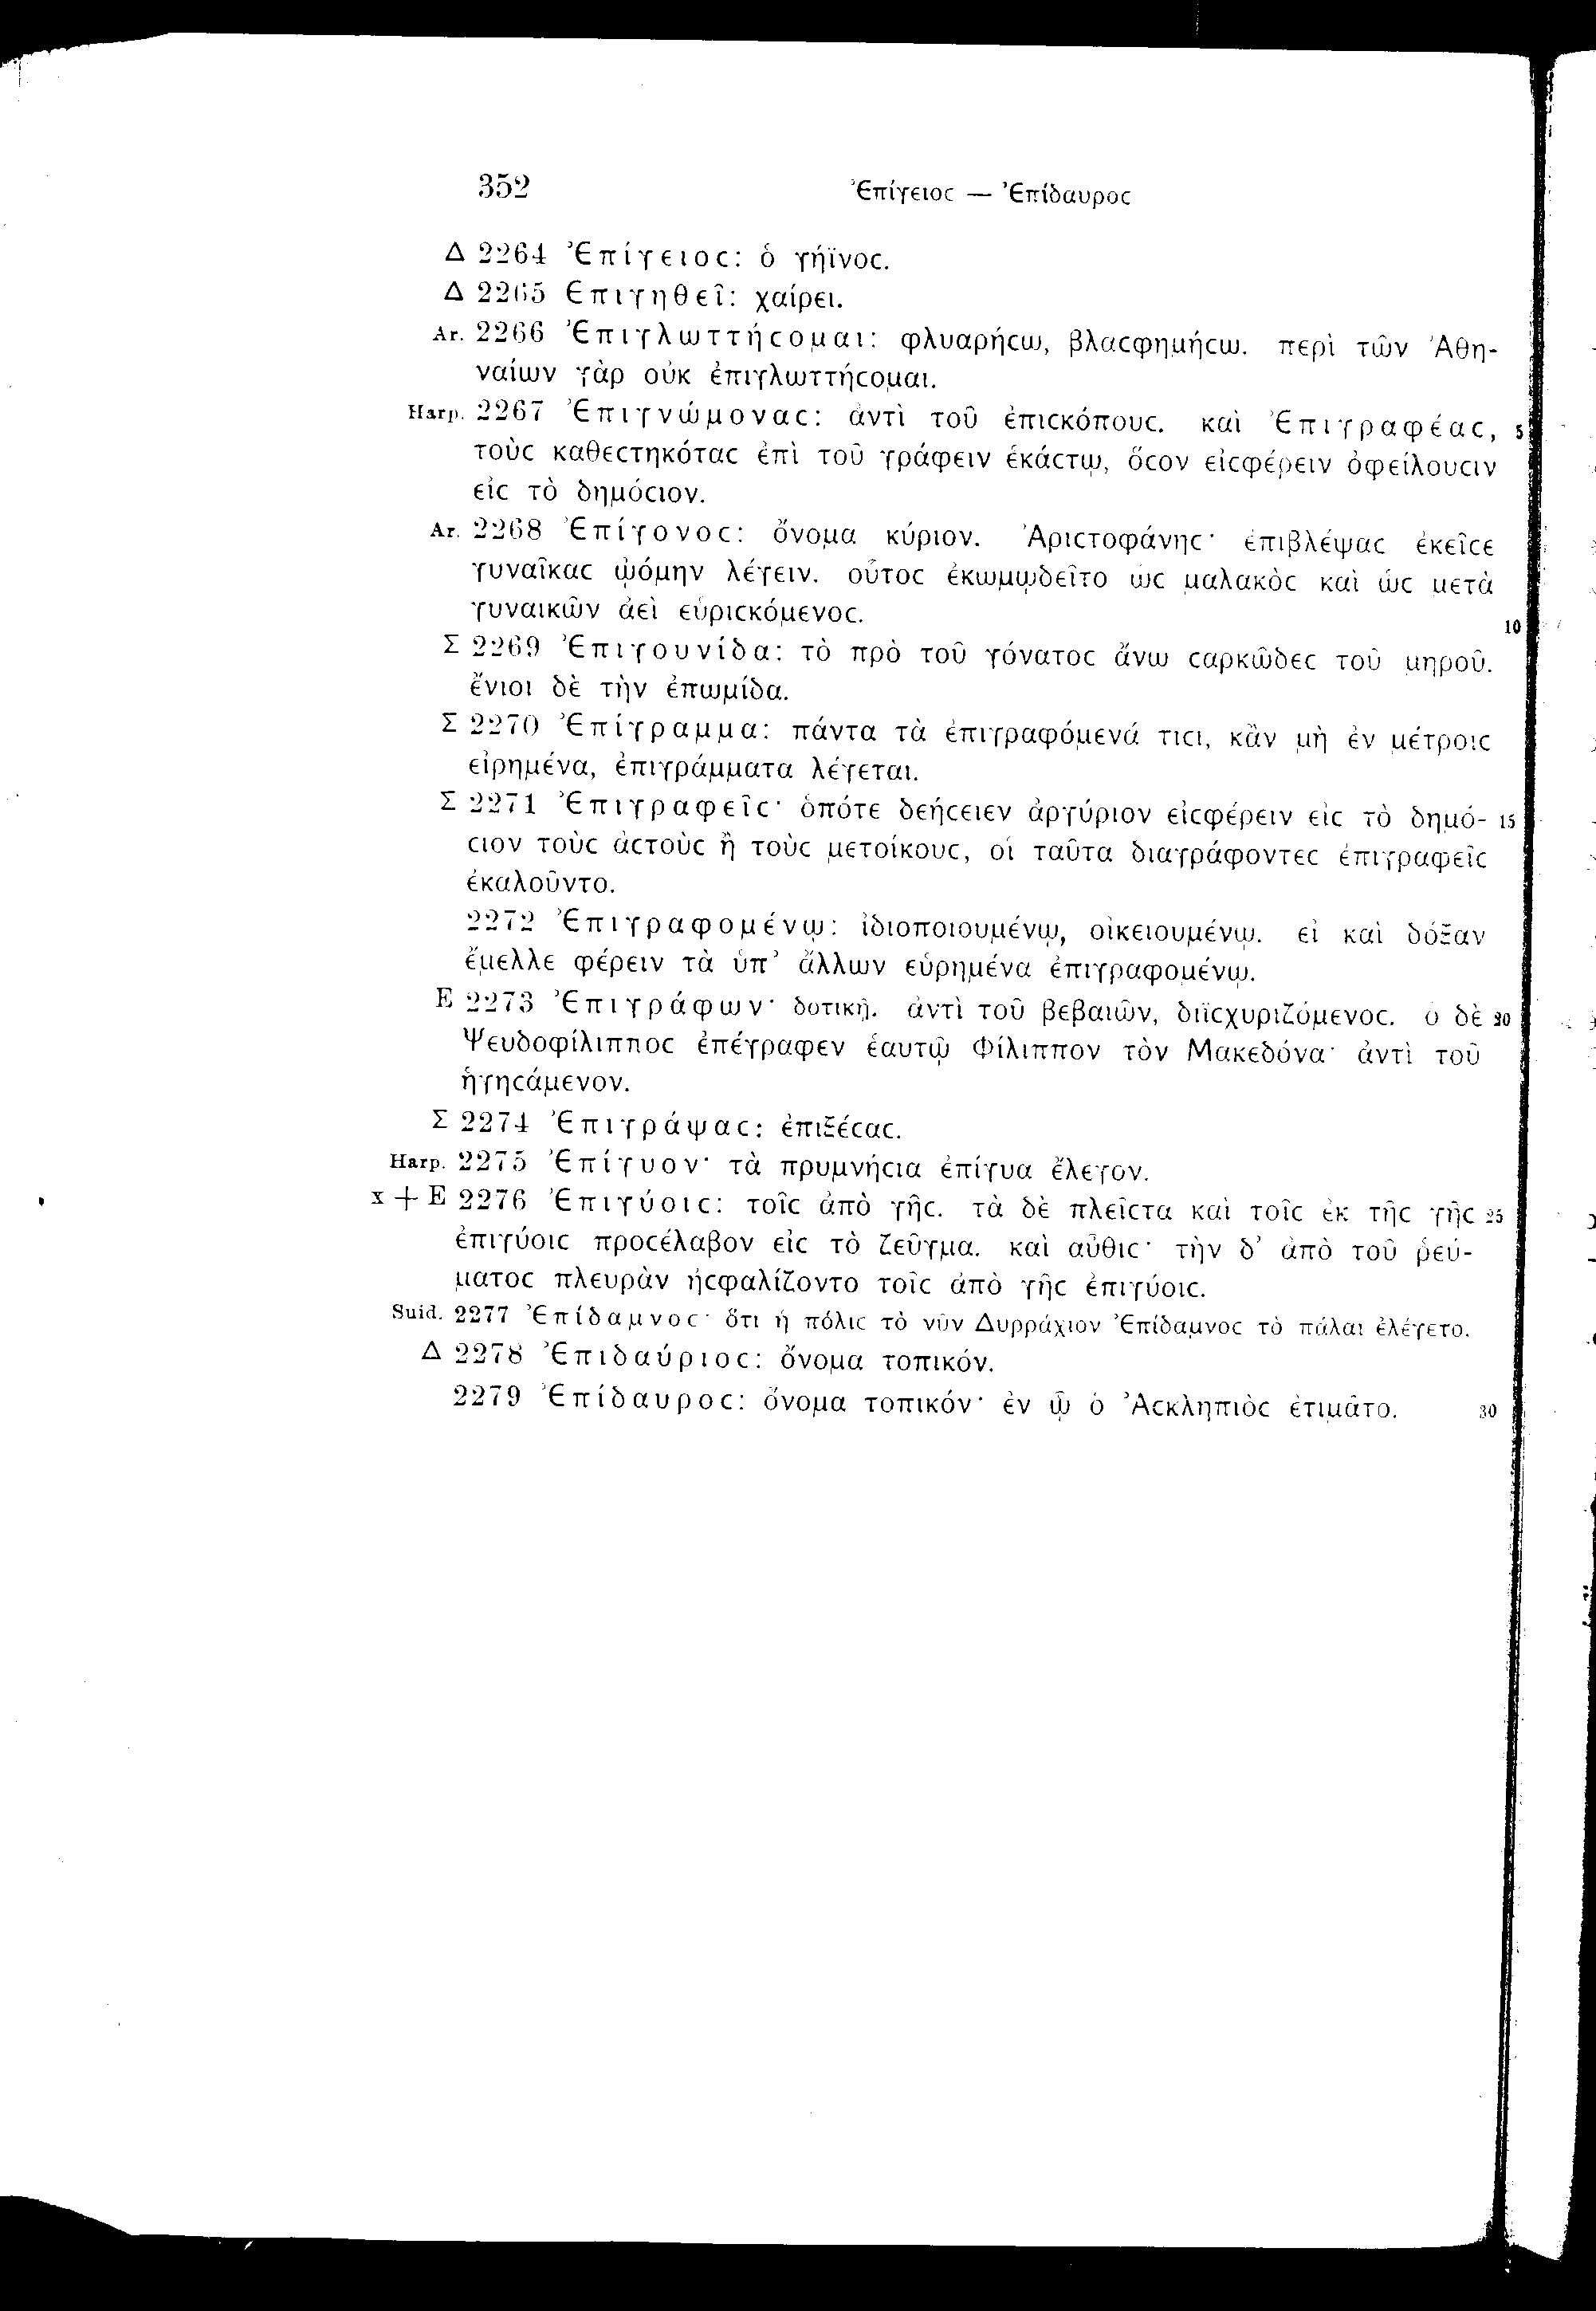 352 Ἐπίγειοϲ — Ἐπίδαυροϲ
Δ 2264 Ἐπίγειοϲ: ὁ γήϊνοϲ.
Δ 2265 Επιγηθεῖ: χαίρει.
Ar. 2266 Ἐπιγλωττήϲομαι: φλυαρήϲω, βλαϲφημήϲω. περὶ τῶν Ἀθη-
ναίων γὰρ οὐκ ἐπιγλωττήϲομαι.
Harp. 2267 Ἐπιγνώμοναϲ: ἀντὶ τοῦ ἐπιϲκόπουϲ. καὶ Ἐπιγραφέαϲ, 5
τοὺϲ καθεϲτηκόταϲ ἐπὶ τοῦ γράφειν ἑκάϲτῳ, ὅϲον εἰϲφέρειν ὀφείλουϲιν
εἰϲ τὸ δημόϲιον.
Ar. 2268 Ἐπίγονοϲ: ὄνομα κύριον. Ἀριϲτοφάνηϲ· ἐπιβλέψαϲ ἐκεῖϲε
γυναῖκαϲ ᾠόμην λέγειν. οὗτοϲ ἐκωμῳδεῖτο ὡϲ μαλακὸϲ καὶ ὡϲ μετὰ
γυναικῶν ἀεὶ εὑριϲκόμενοϲ. 10
Σ 2269 Ἐπιγουνίδα: τὸ πρὸ τοῦ γόνατοϲ ἄνω ϲαρκῶδεϲ τοῦ μηροῦ.
ἔνιοι δὲ τὴν ἐπωμίδα.
Σ 2270 Ἐπίγραμμα: πάντα τὰ ἐπιγραφόμενά τιϲι, κἂν μὴ ἐν μέτροιϲ
εἰρημένα, ἐπιγράμματα λέγεται.
Σ 2271 Ἐπιγραφεῖϲ· ὁπότε δεήϲειεν ἀργύριον εἰϲφέρειν εἰϲ τὸ δημό- 15
ϲιον τοὺϲ ἀϲτοὺϲ ἢ τοὺϲ μετοίκουϲ, οἱ ταῦτα διαγράφοντεϲ ἐπιγραφεῖϲ
ἐκαλοῦντο.
2272 Ἐπιγραφομένῳ: ἰδιοποιουμένῳ, οἰκειουμένῳ. εἰ καὶ δόξαν
ἔμελλε φέρειν τὰ ὑπ’ ἄλλων εὑρημένα ἐπιγραφομένῳ.
E 2273 Ἐπιγράφων· δοτικῇ. ἀντὶ τοῦ βεβαιῶν, διϊϲχυριζόμενοϲ. ὁ δὲ 20
Ψευδοφίλιπποϲ ἐπέγραφεν ἑαυτῷ Φίλιππον τὸν Μακεδόνα· ἀντὶ τοῦ
ἡγηϲάμενον.
Σ 2274 Ἐπιγράψαϲ: ἐπιξέϲαϲ.
Harp. 2275 Ἐπίγυον· τὰ πρυμνήϲια ἐπίγυα ἔλεγον.
x + E 2276 Ἐπιγύοιϲ: τοῖϲ ἀπὸ γῆϲ. τὰ δὲ πλεῖϲτα καὶ τοῖϲ ἐκ τῆϲ γῆϲ 25
ἐπιγύοιϲ προϲέλαβον εἰϲ τὸ ζεῦγμα. καὶ αὖθιϲ· τὴν δ’ ἀπὸ τοῦ ῥεύ-
ματοϲ πλευρὰν ἠϲφαλίζοντο τοῖϲ ἀπὸ γῆϲ ἐπιγύοιϲ.
Suid. 2277 Ἐπίδαμνοϲ· ὅτι ἡ πόλιϲ τὸ νῦν Δυρράχιον Ἐπίδαμνοϲ τὸ πάλαι ἐλέγετο.
Δ 2278 Ἐπιδαύριοϲ: ὄνομα τοπικόν.
2279 Ἐπίδαυροϲ: ὄνομα τοπικόν· ἐν ᾧ ὁ Ἀϲκληπιὸϲ ἐτιμᾶτο. 30